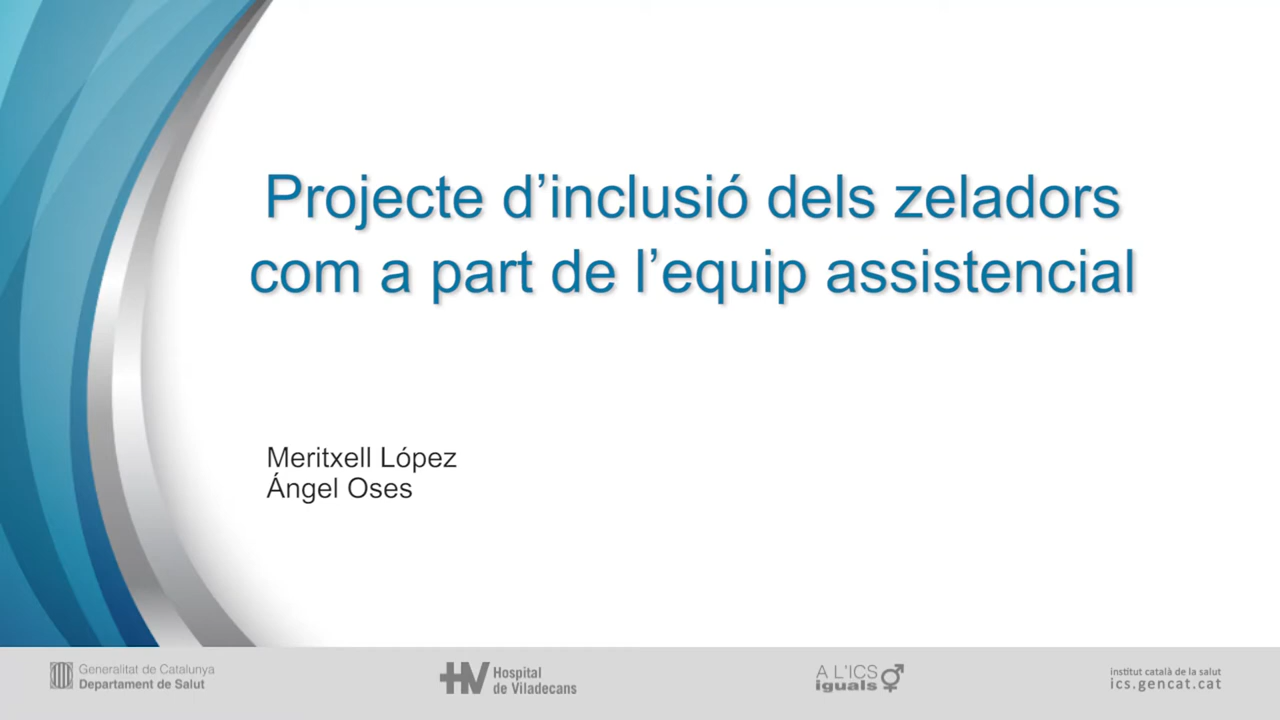 Projecte d’inclusió dels zeladors
com a part de l’equip assistencial
Meritxell López
Ángel Oses
Generalitat de Catalunya
Departament de Salut
HV Hospital
de Viladecans
A L'ICS
iguals
institut català de la salut
ics.gencat.cat